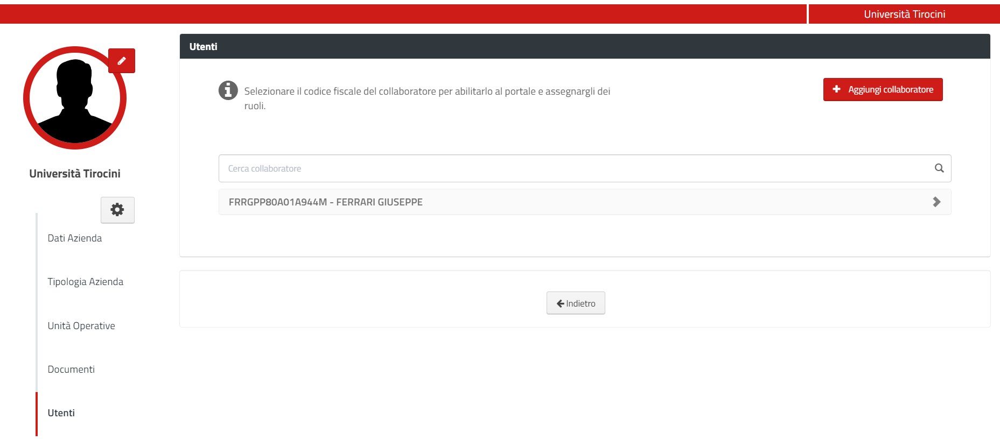 Università Tirocini
Università Tirocini
Dati Azienda
Tipologia Azienda
Unità Operative
Documenti
Utenti
Utenti
Selezionare il codice fiscale del collaboratore per abilitarlo al portale e assegnargli dei
ruoli.
Aggiungi collaboratore
Cerca collaboratore
FRRGPP80A01A944M - FERRARI GIUSEPPE
Indietro